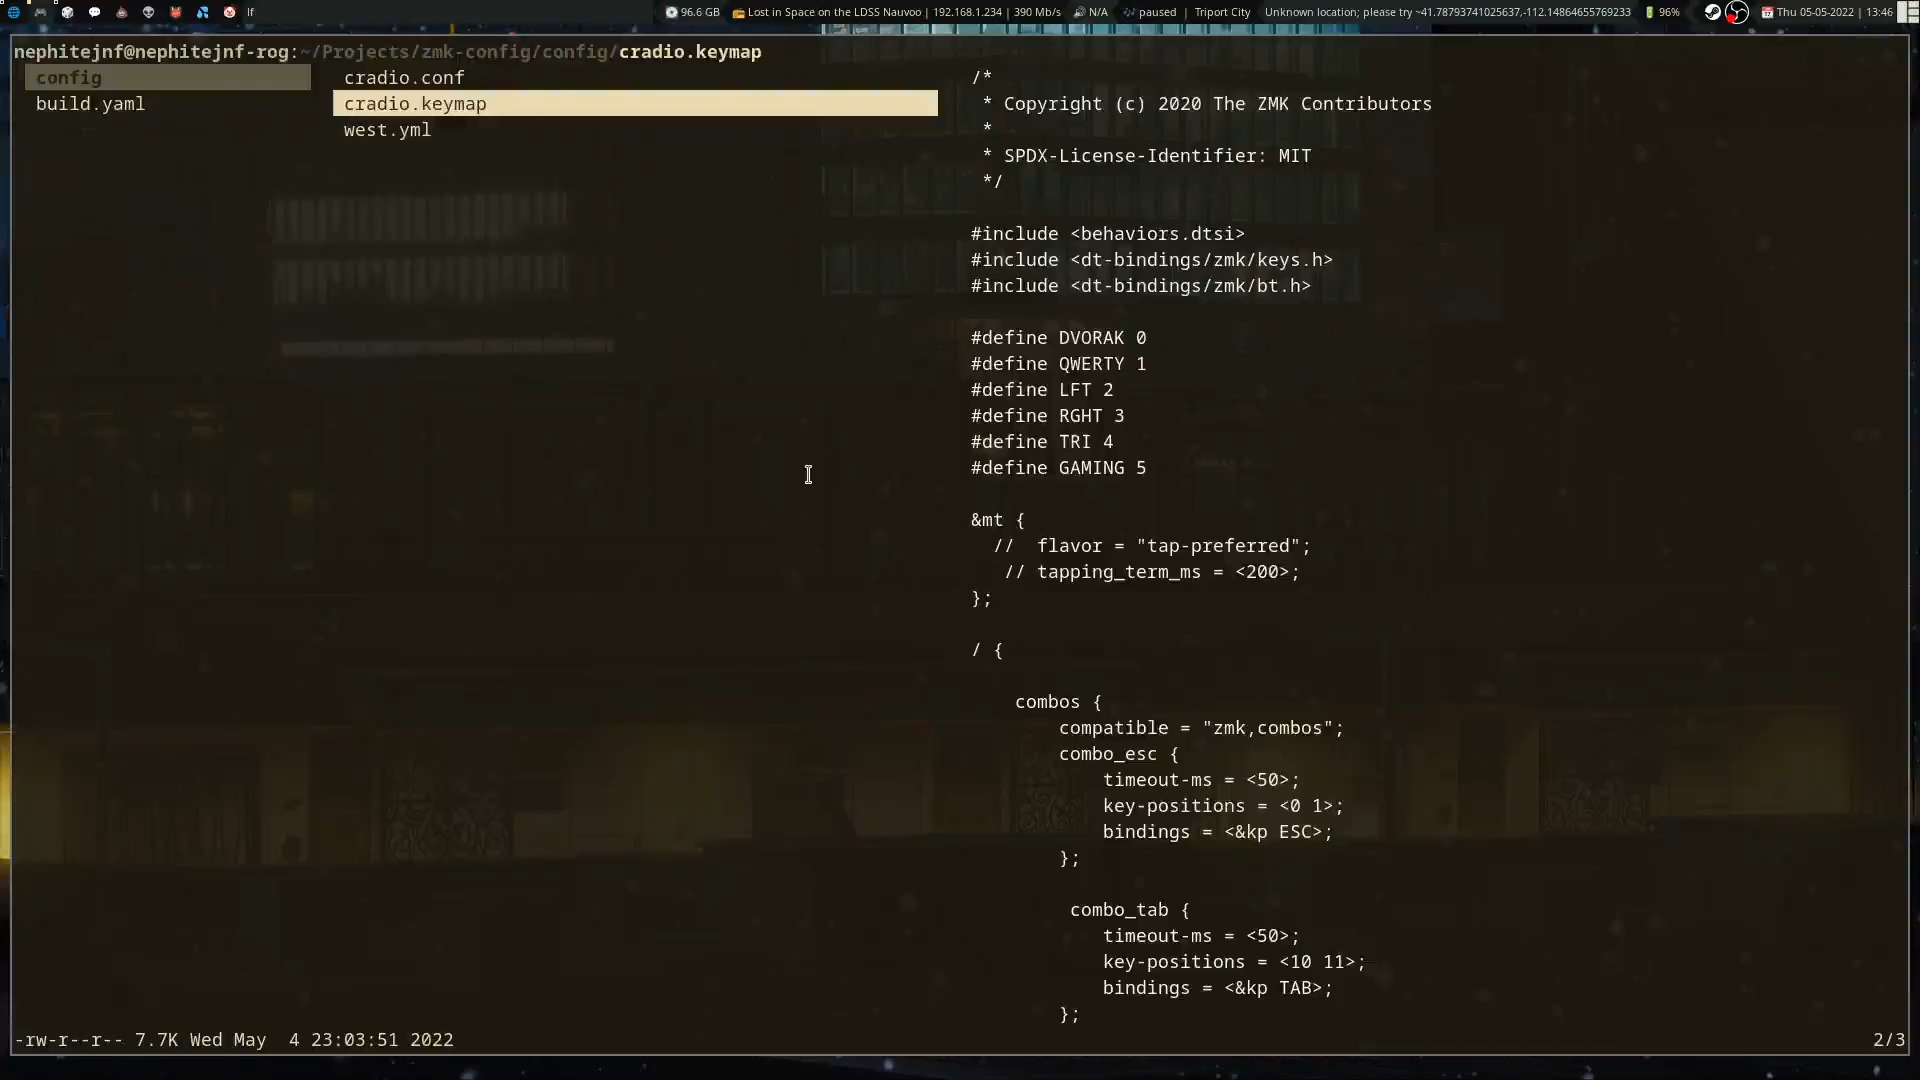 lf
96.6 GB
Lost in Space on the LDSS Nauvoo | 192.168.1.234 | 390 Mb/s
N/A
paused | Triport City
Unknown location; please try ~41.78793741025637,-112.14864655769233
96%
Thu 05-05-2022 | 13:46
nephitejnf@nephitejnf-rog:~/Projects/zmk-config/config/cradio.keymap
config
build.yaml
cradio.conf
cradio.keymap
west.yml
/*
* Copyright (c) 2020 The ZMK Contributors
*
* SPDX-License-Identifier: MIT
*/
#include <behaviors.dtsi>
#include <dt-bindings/zmk/keys.h>
#include <dt-bindings/zmk/bt.h>
#define DVORAK 0
#define QWERTY 1
#define LFT 2
#define RGHT 3
#define TRI 4
#define GAMING 5
&mt {
//  flavor = "tap-preferred";
// tapping_term_ms = <200>;
};
/ {
combos {
compatible = "zmk,combos";
combo_esc {
timeout-ms = <50>;
key-positions = <0 1>;
bindings = <&kp ESC>;
};
combo_tab {
timeout-ms = <50>;
key-positions = <10 11>;
bindings = <&kp TAB>;
};
-rw-r--r-- 7.7K Wed May  4 23:03:51 2022
2/3